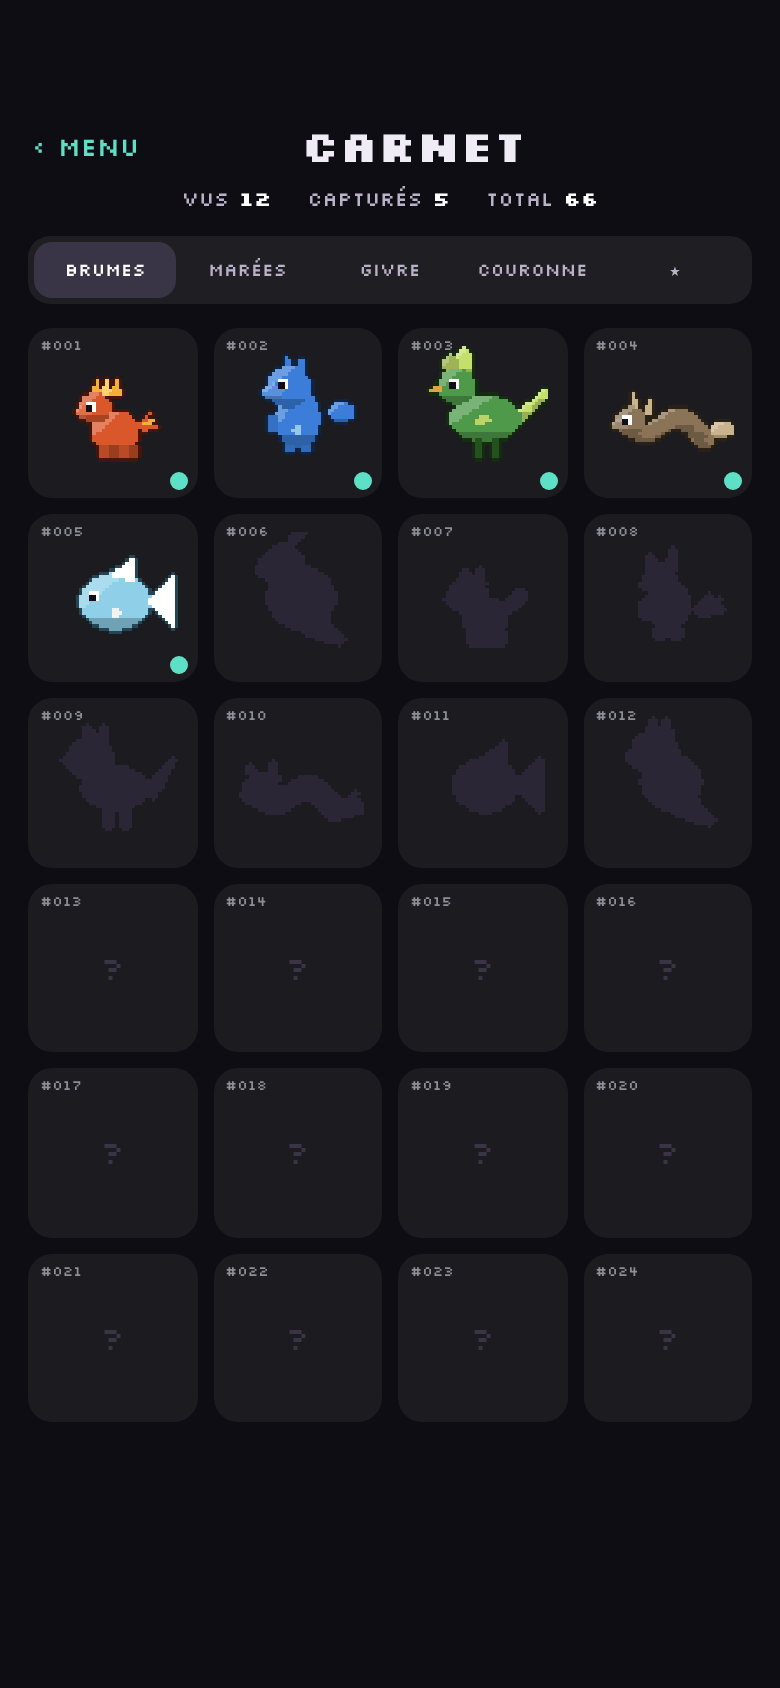 ‹ MENU CARNET
VUS 12 CAPTURÉS 5 TOTAL 66
BRUMES MARÉES GIVRE COURONNE ★
#001 #002 #003 #004
#005 #006 #007 #008
#009 #010 #011 #012
#013 #014 #015 #016
? ? ? ?
#017 #018 #019 #020
? ? ? ?
#021 #022 #023 #024
? ? ? ?